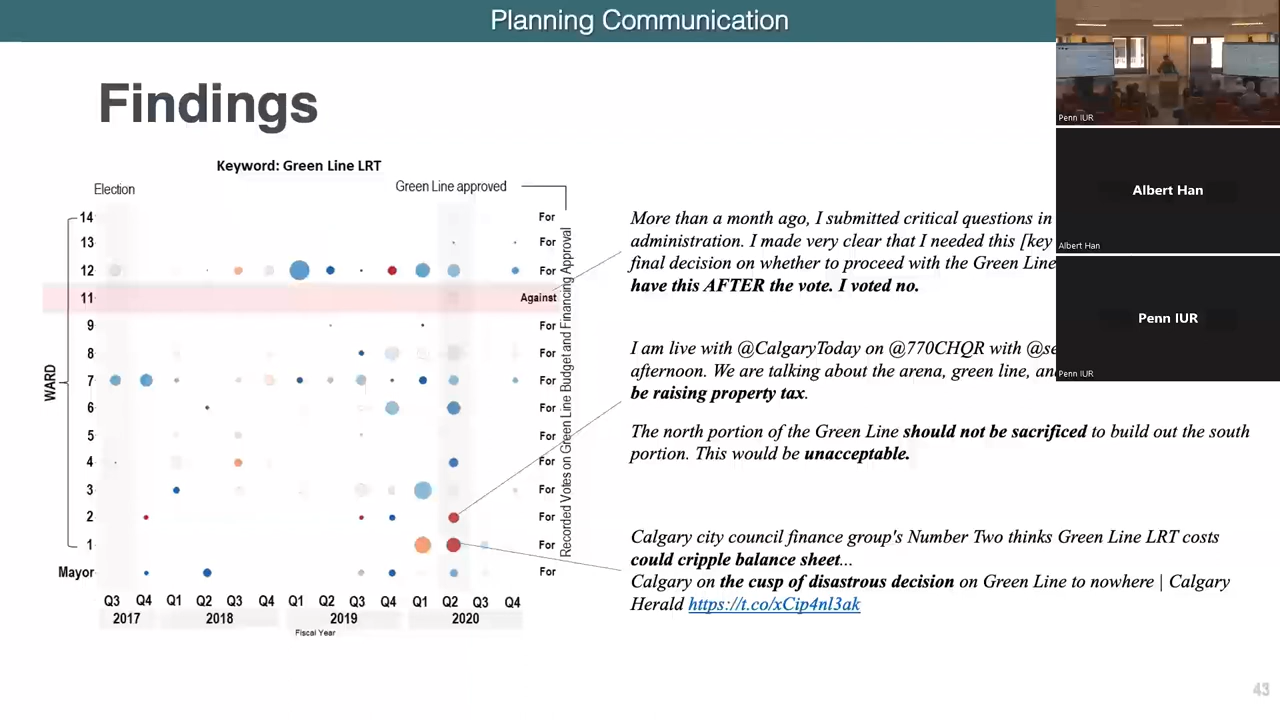 Planning Communication
Penn IUR
Findings
Albert Han
Albert Han
Penn IUR
Penn IUR
Keyword: Green Line LRT
Election
Green Line approved
WARD
14 For
13 For
12 For
11 Against
9 For
8 For
7 For
6 For
5 For
4 For
3 For
2 For
1 For
Mayor For
Recorded Votes on Green Line Budget and Financing Approval
Q3 Q4 Q1 Q2 Q3 Q4 Q1 Q2 Q3 Q4 Q1 Q2 Q3 Q4
2017 2018 2019 2020
Fiscal Year
More than a month ago, I submitted critical questions in
administration. I made very clear that I needed this [key
final decision on whether to proceed with the Green Line
have this AFTER the vote. I voted no.
I am live with @CalgaryToday on @770CHQR with @se
afternoon. We are talking about the arena, green line, an
be raising property tax.
The north portion of the Green Line should not be sacrificed to build out the south
portion. This would be unacceptable.
Calgary city council finance group's Number Two thinks Green Line LRT costs
could cripple balance sheet...
Calgary on the cusp of disastrous decision on Green Line to nowhere | Calgary
Herald https://t.co/xCip4nl3ak
43